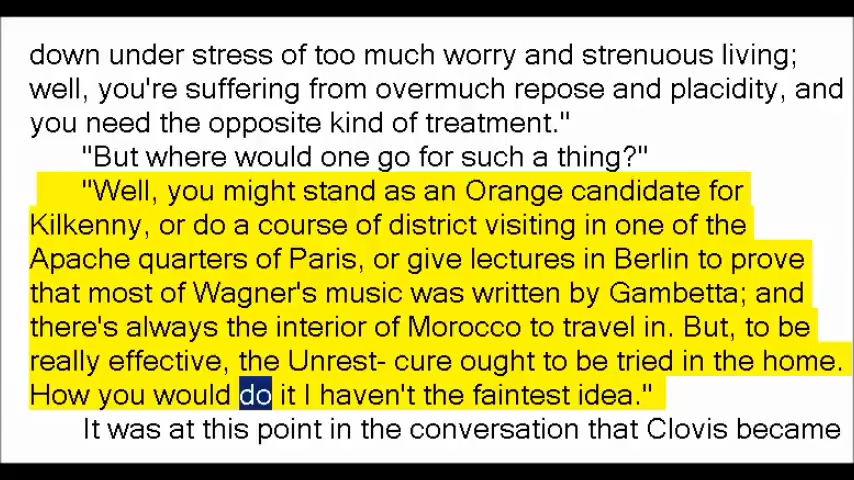 down under stress of too much worry and strenuous living;
well, you're suffering from overmuch repose and placidity, and
you need the opposite kind of treatment."
"But where would one go for such a thing?"
"Well, you might stand as an Orange candidate for
Kilkenny, or do a course of district visiting in one of the
Apache quarters of Paris, or give lectures in Berlin to prove
that most of Wagner's music was written by Gambetta; and
there's always the interior of Morocco to travel in. But, to be
really effective, the Unrest- cure ought to be tried in the home.
How you would do it I haven't the faintest idea."
It was at this point in the conversation that Clovis became